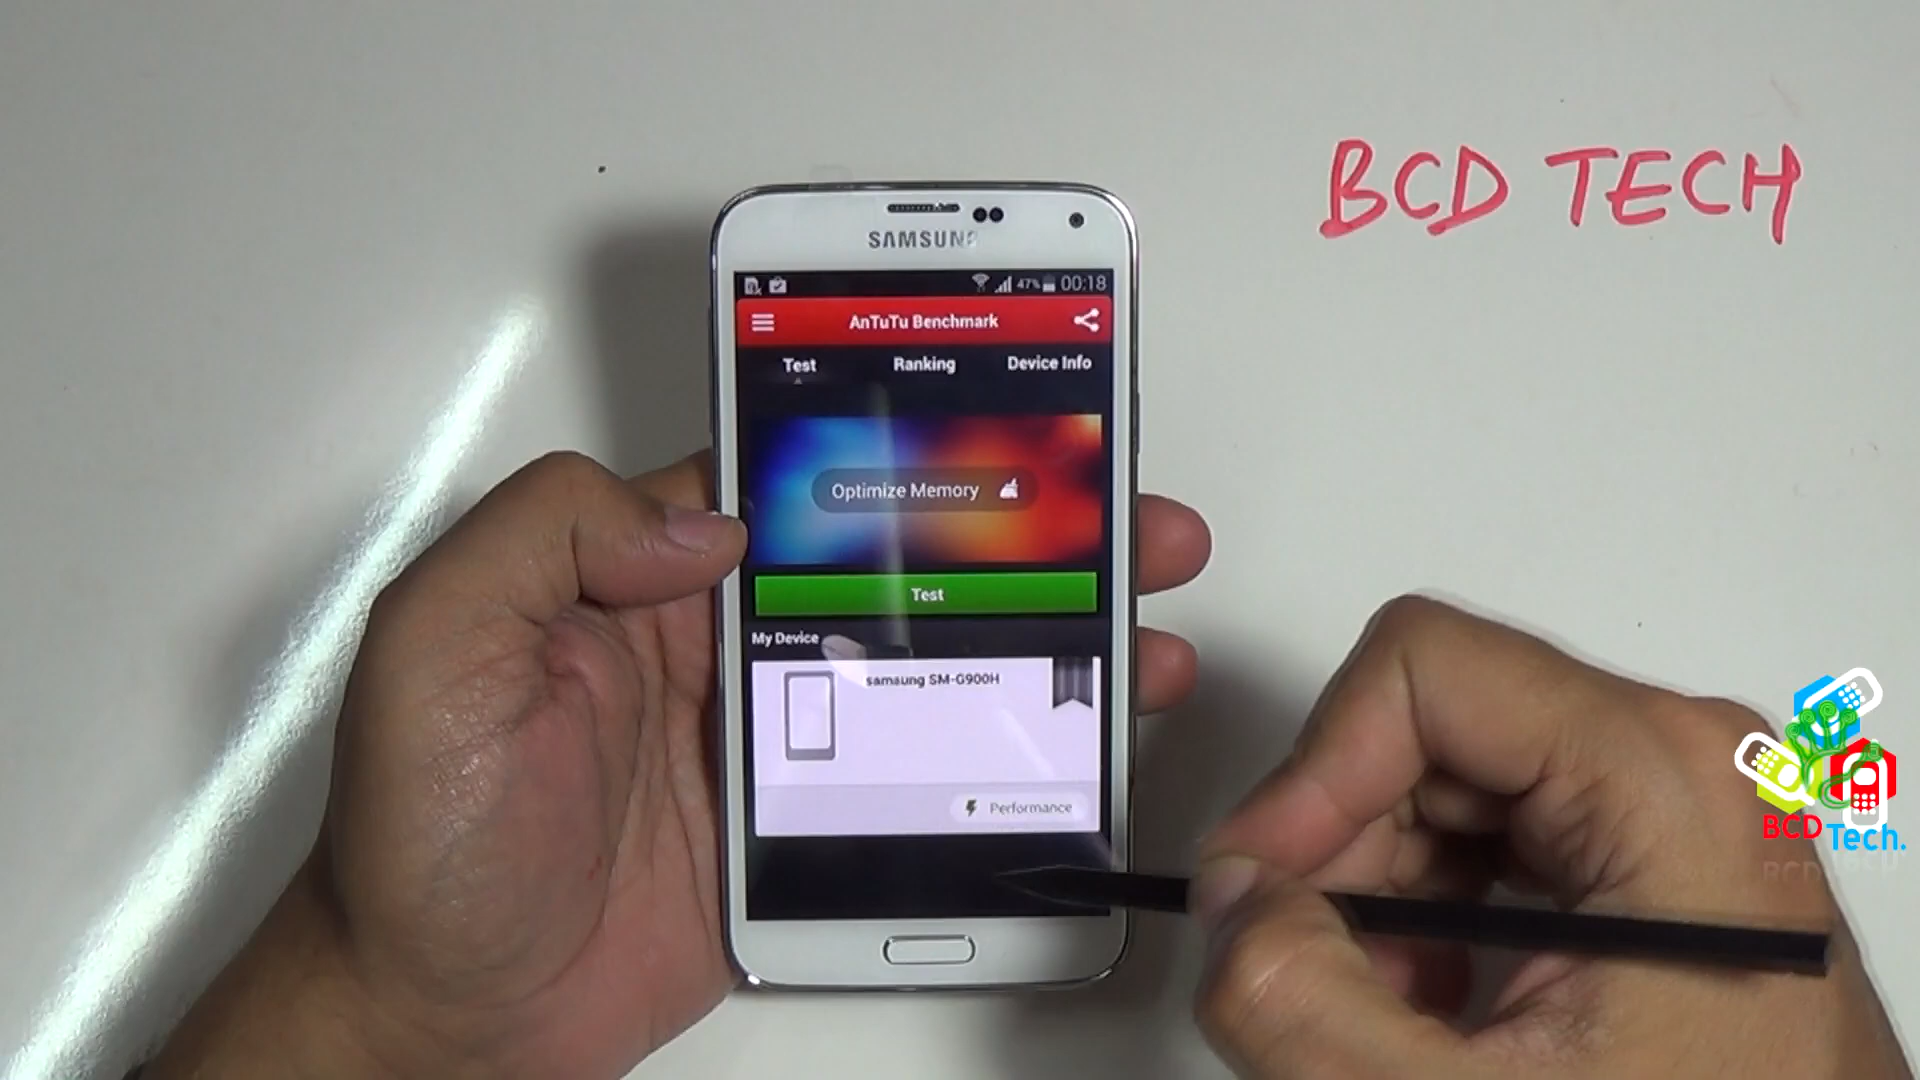 BCD TECH
SAMSUNG
47% 00:18
AnTuTu Benchmark
Test Ranking Device Info
Optimize Memory
Test
My Device
samsung SM-G900H
Performance
BCD Tech.